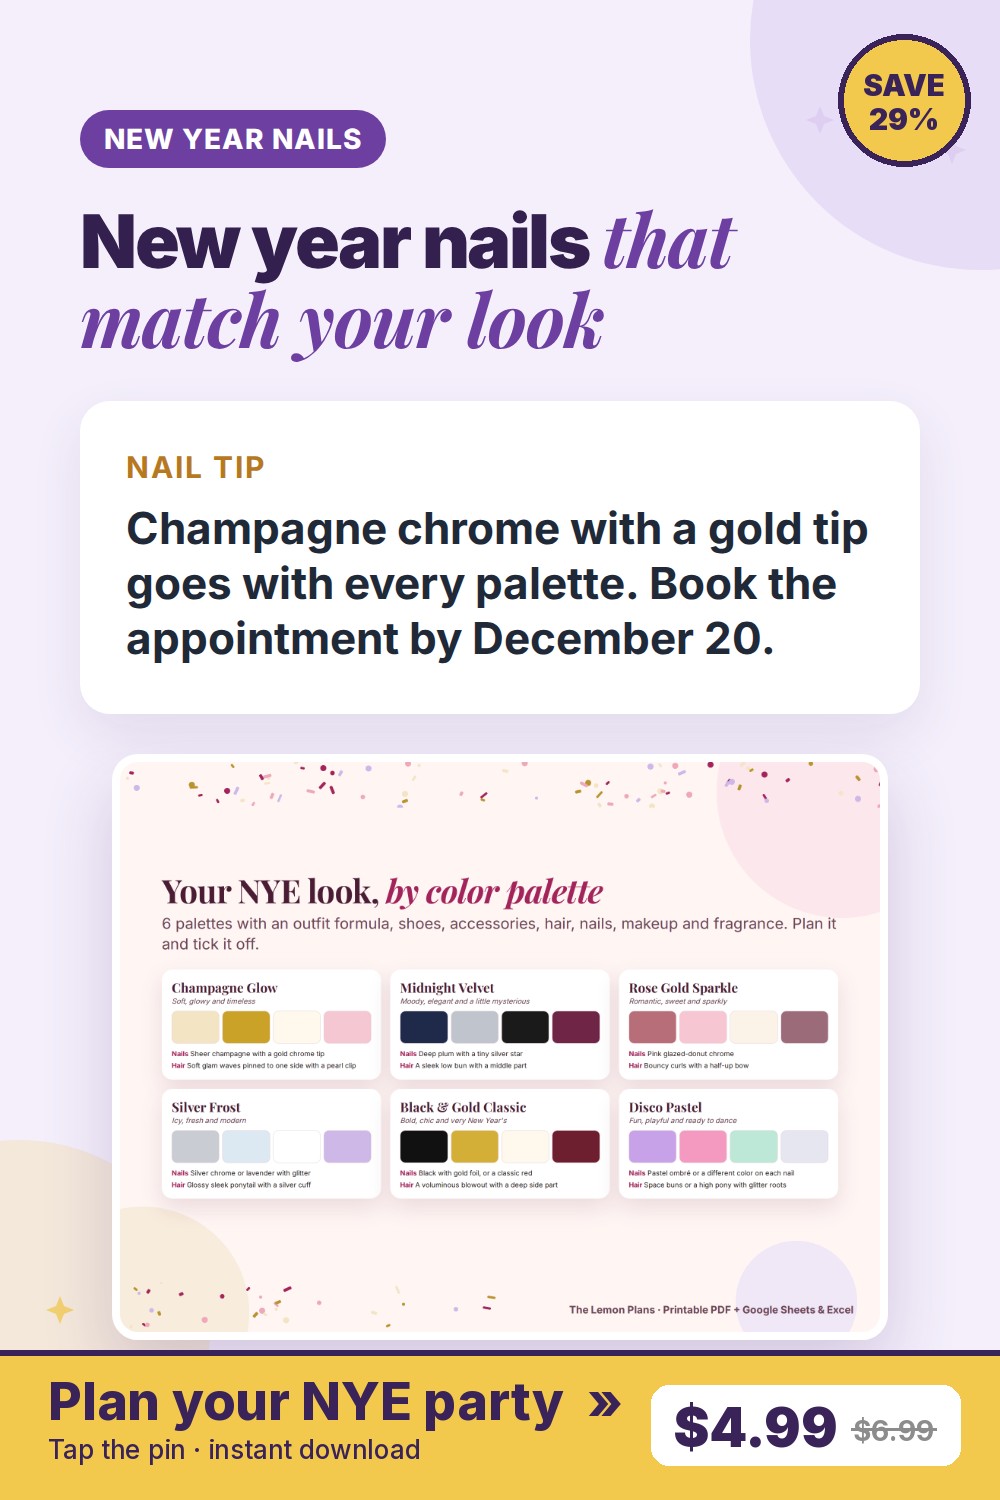 SAVE
29%
NEW YEAR NAILS
New year nails that
match your look
NAIL TIP
Champagne chrome with a gold tip
goes with every palette. Book the
appointment by December 20.
Your NYE look, by color palette
6 palettes with an outfit formula, shoes, accessories, hair, nails, makeup and fragrance. Plan it
and tick it off.
Champagne Glow
Soft, glowy and timeless
Nails Sheer champagne with a gold chrome tip
Hair Soft glam waves pinned to one side with a pearl clip
Midnight Velvet
Moody, elegant and a little mysterious
Nails Deep plum with a tiny silver star
Hair A sleek low bun with a middle part
Rose Gold Sparkle
Romantic, sweet and sparkly
Nails Pink glazed-donut chrome
Hair Bouncy curls with a half-up bow
Silver Frost
Icy, fresh and modern
Nails Silver chrome or lavender with glitter
Hair Glossy sleek ponytail with a silver cuff
Black & Gold Classic
Bold, chic and very New Year's
Nails Black with gold foil, or a classic red
Hair A voluminous blowout with a deep side part
Disco Pastel
Fun, playful and ready to dance
Nails Pastel ombré or a different color on each nail
Hair Space buns or a high pony with glitter roots
The Lemon Plans · Printable PDF + Google Sheets & Excel
Plan your NYE party »
Tap the pin · instant download
$4.99 $6.99